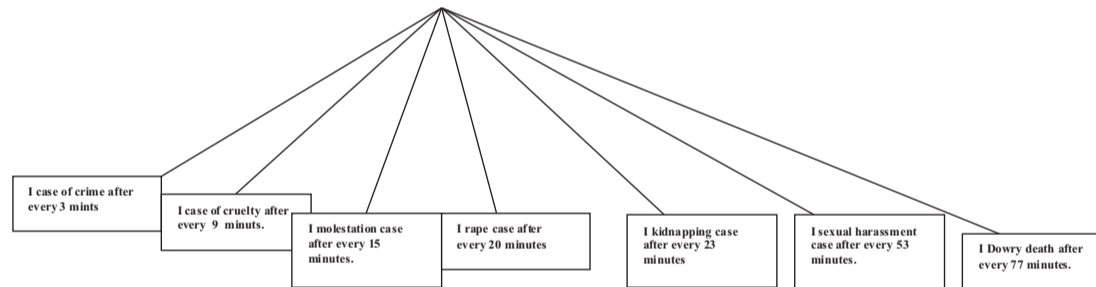 I case of crime after
every 3 mints
I case of cruelty after
every 9 minuts.
I molestation case
after every 15
minutes.
I rape case after
every 20 minutes
I kidnapping case
after every 23
minutes
I sexual harassment
case after every 53
minutes.
I Dowry death after
every 77 minutes.